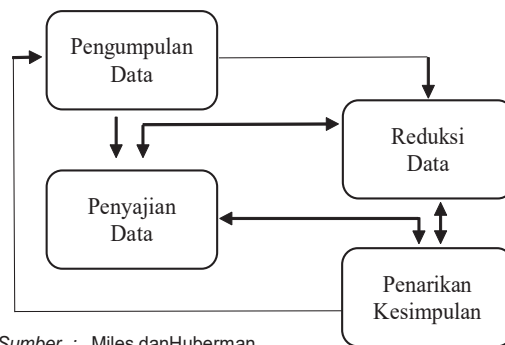 Pengumpulan
Data
Reduksi
Data
Penyajian
Data
Penarikan
Kesimpulan
Sumber : Miles danHuberman